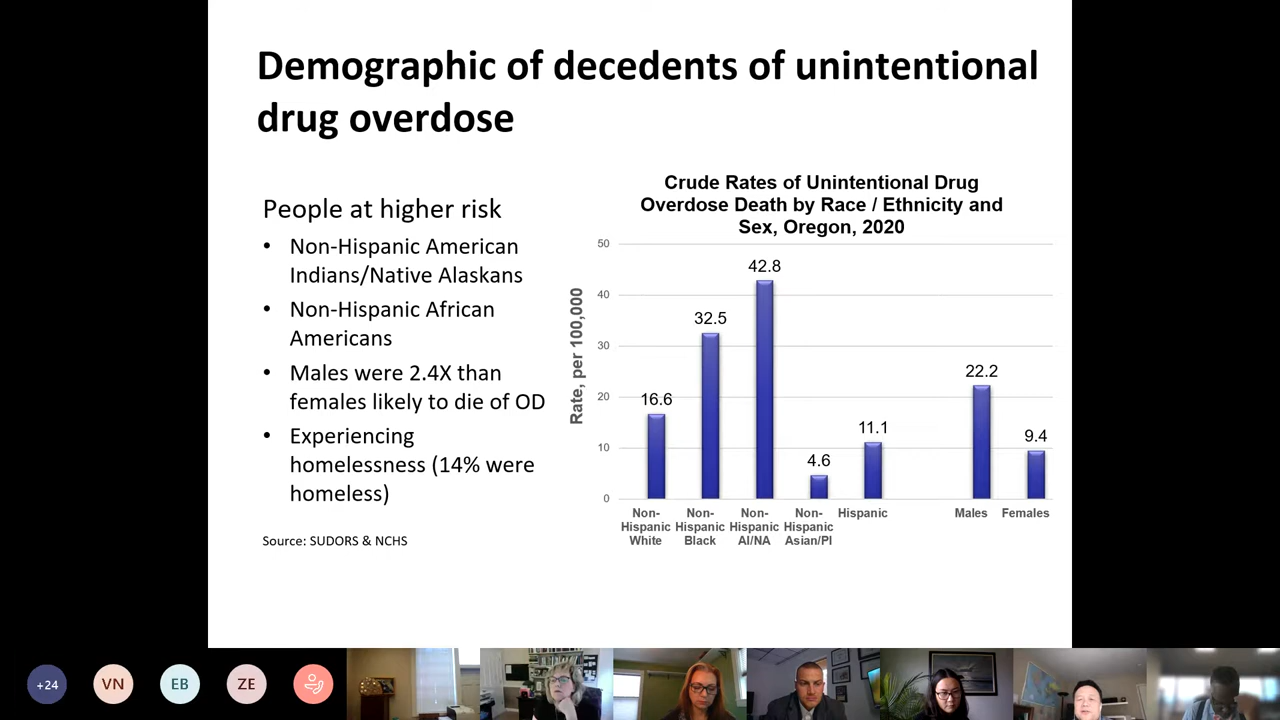 Demographic of decedents of unintentional
drug overdose
People at higher risk
• Non-Hispanic American
Indians/Native Alaskans
• Non-Hispanic African
Americans
• Males were 2.4X than
females likely to die of OD
• Experiencing
homelessness (14% were
homeless)
Source: SUDORS & NCHS
Crude Rates of Unintentional Drug
Overdose Death by Race / Ethnicity and
Sex, Oregon, 2020
Rate, per 100,000
50
40
30
20
10
0
16.6
32.5
42.8
4.6
11.1
22.2
9.4
Non-
Hispanic
White
Non-
Hispanic
Black
Non-
Hispanic
AI/NA
Non-
Hispanic
Asian/PI
Hispanic
Males
Females
+24
VN
EB
ZE